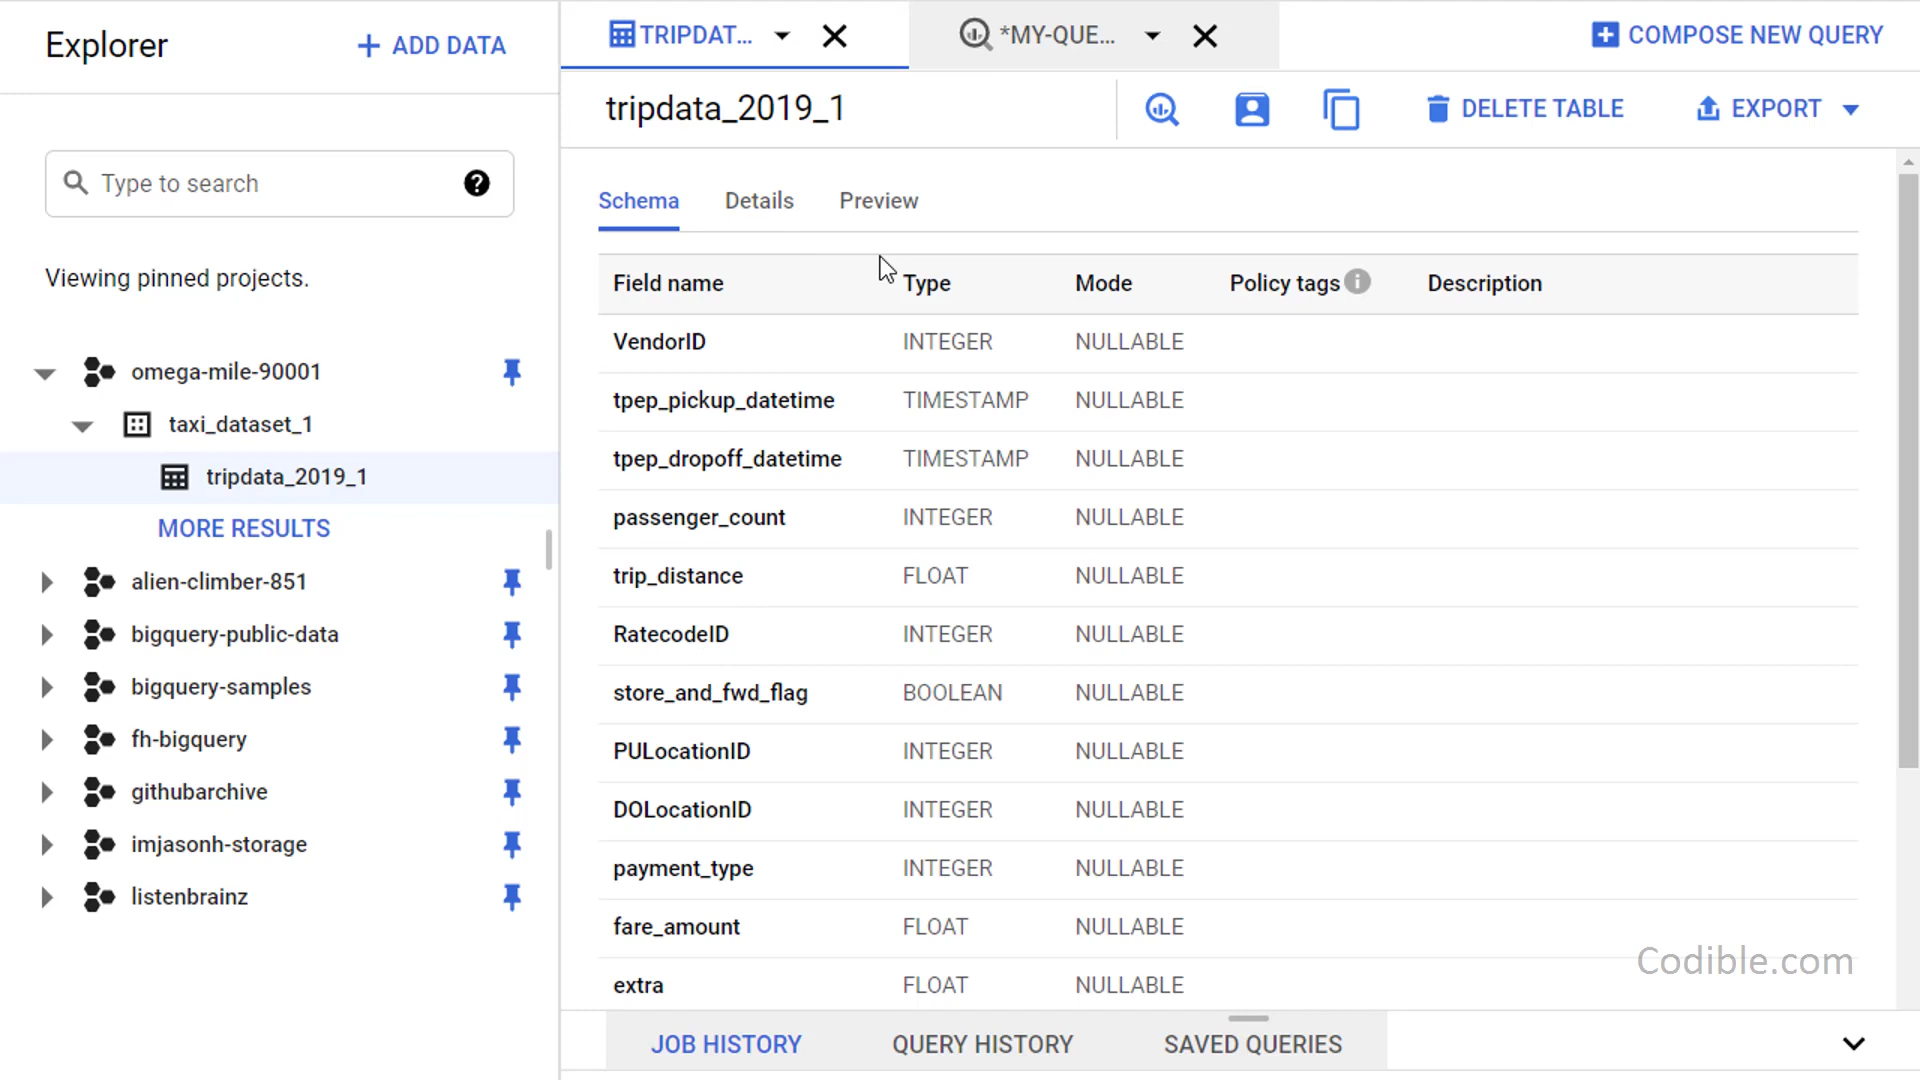 Explorer
+ ADD DATA
Type to search
Viewing pinned projects.
omega-mile-90001
taxi_dataset_1
tripdata_2019_1
MORE RESULTS
alien-climber-851
bigquery-public-data
bigquery-samples
fh-bigquery
githubarchive
imjasonh-storage
listenbrainz
TRIPDAT...
*MY-QUE...
COMPOSE NEW QUERY
tripdata_2019_1
DELETE TABLE
EXPORT
Schema Details Preview
Field name Type Mode Policy tags Description
VendorID INTEGER NULLABLE
tpep_pickup_datetime TIMESTAMP NULLABLE
tpep_dropoff_datetime TIMESTAMP NULLABLE
passenger_count INTEGER NULLABLE
trip_distance FLOAT NULLABLE
RatecodeID INTEGER NULLABLE
store_and_fwd_flag BOOLEAN NULLABLE
PULocationID INTEGER NULLABLE
DOLocationID INTEGER NULLABLE
payment_type INTEGER NULLABLE
fare_amount FLOAT NULLABLE
extra FLOAT NULLABLE
Codible.com
JOB HISTORY QUERY HISTORY SAVED QUERIES